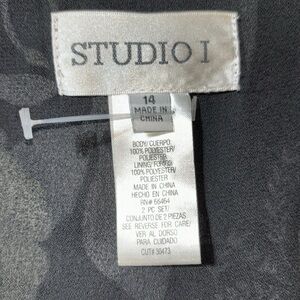 STUDIO I
14
MADE IN
CHINA
BODY/CUERPO
100% POLYESTER/
POLIESTER
LINING/FORRO
100% POLYESTER/
POLIESTER
MADE IN CHINA
HECHO EN CHINA
RN# 66464
2 PC SET/
CONJUNTO DE 2 PIEZAS
SEE REVERSE FOR CARE/
VER AL DORSO
PARA CUIDADO
CUT# 30473